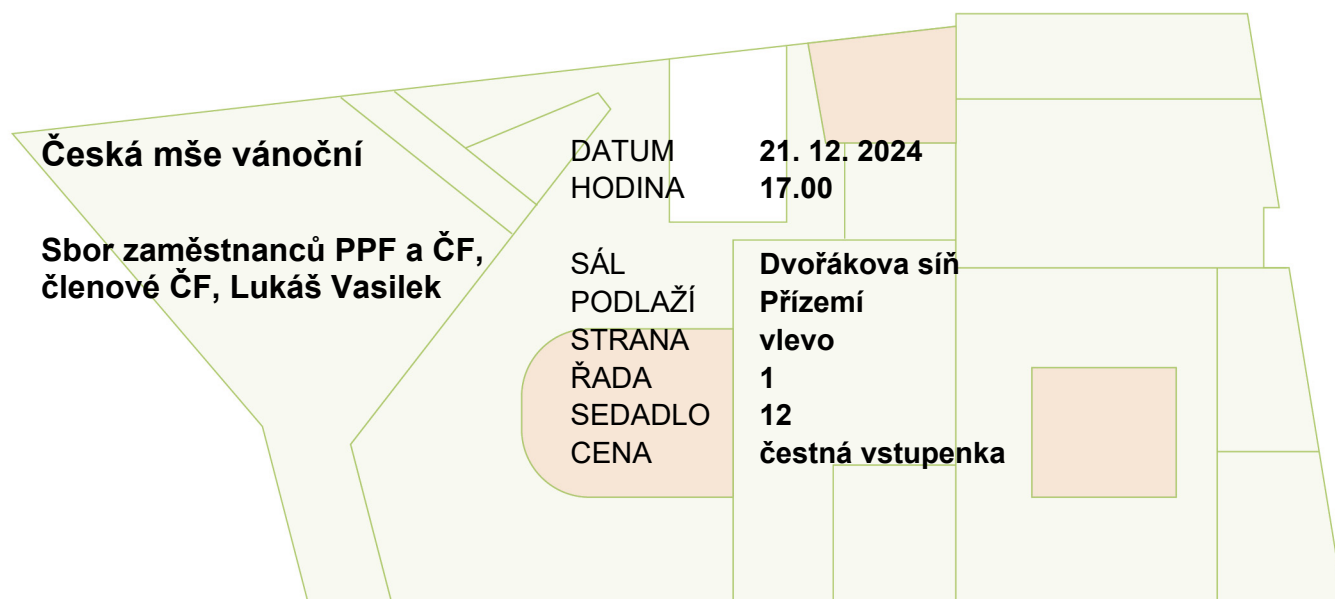 Česká mše vánoční
Sbor zaměstnanců PPF a ČF,
členové ČF, Lukáš Vasilek
DATUM 21. 12. 2024
HODINA 17.00
SÁL Dvořákova síň
PODLAŽÍ Přízemí
STRANA vlevo
ŘADA 1
SEDADLO 12
CENA čestná vstupenka